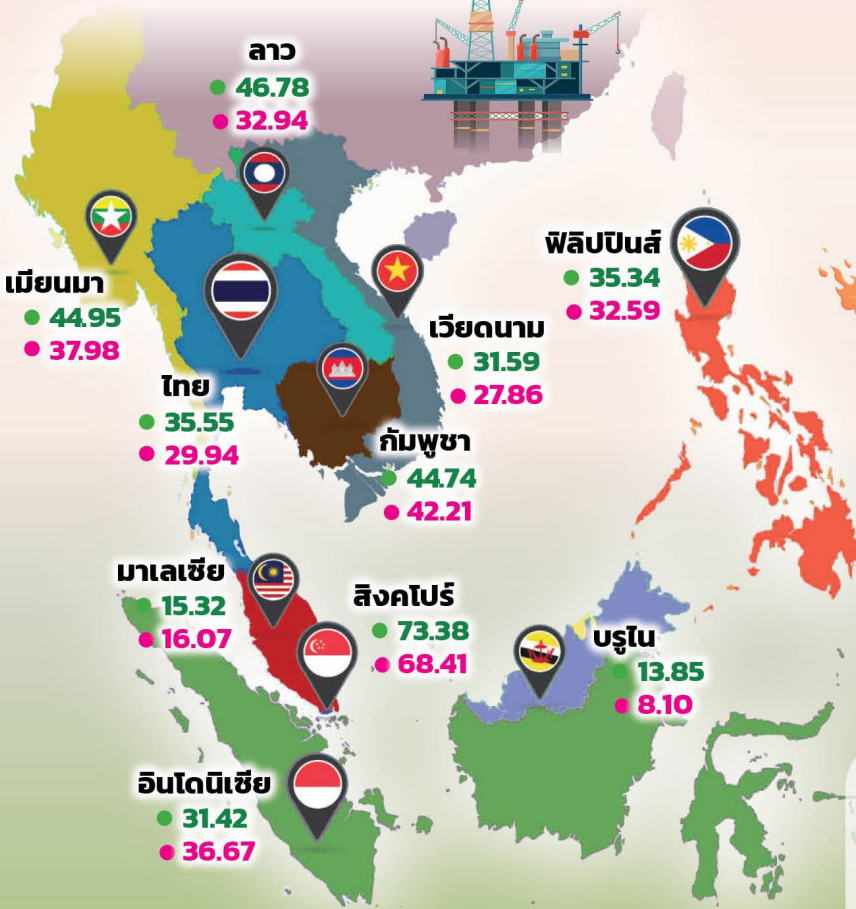 ลาว
46.78
32.94
ฟิลิปปินส์
35.34
32.59
เมียนมา
44.95
37.98
เวียดนาม
31.59
27.86
ไทย
35.55
29.94
กัมพูชา
44.74
42.21
มาเลเซีย
15.32
16.07
สิงคโปร์
73.38
68.41
บรูไน
13.85
8.10
อินโดนิเซีย
31.42
36.67